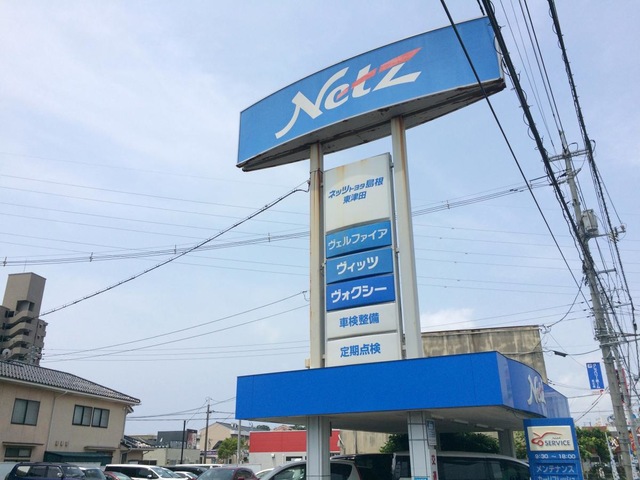 Netz
ネッツトヨタ島根
東津田
ヴェルファイア
ヴィッツ
ヴォクシー
車検整備
定期点検
Ne
SERVICE
9:30 ~ 18:00
メンテナンス